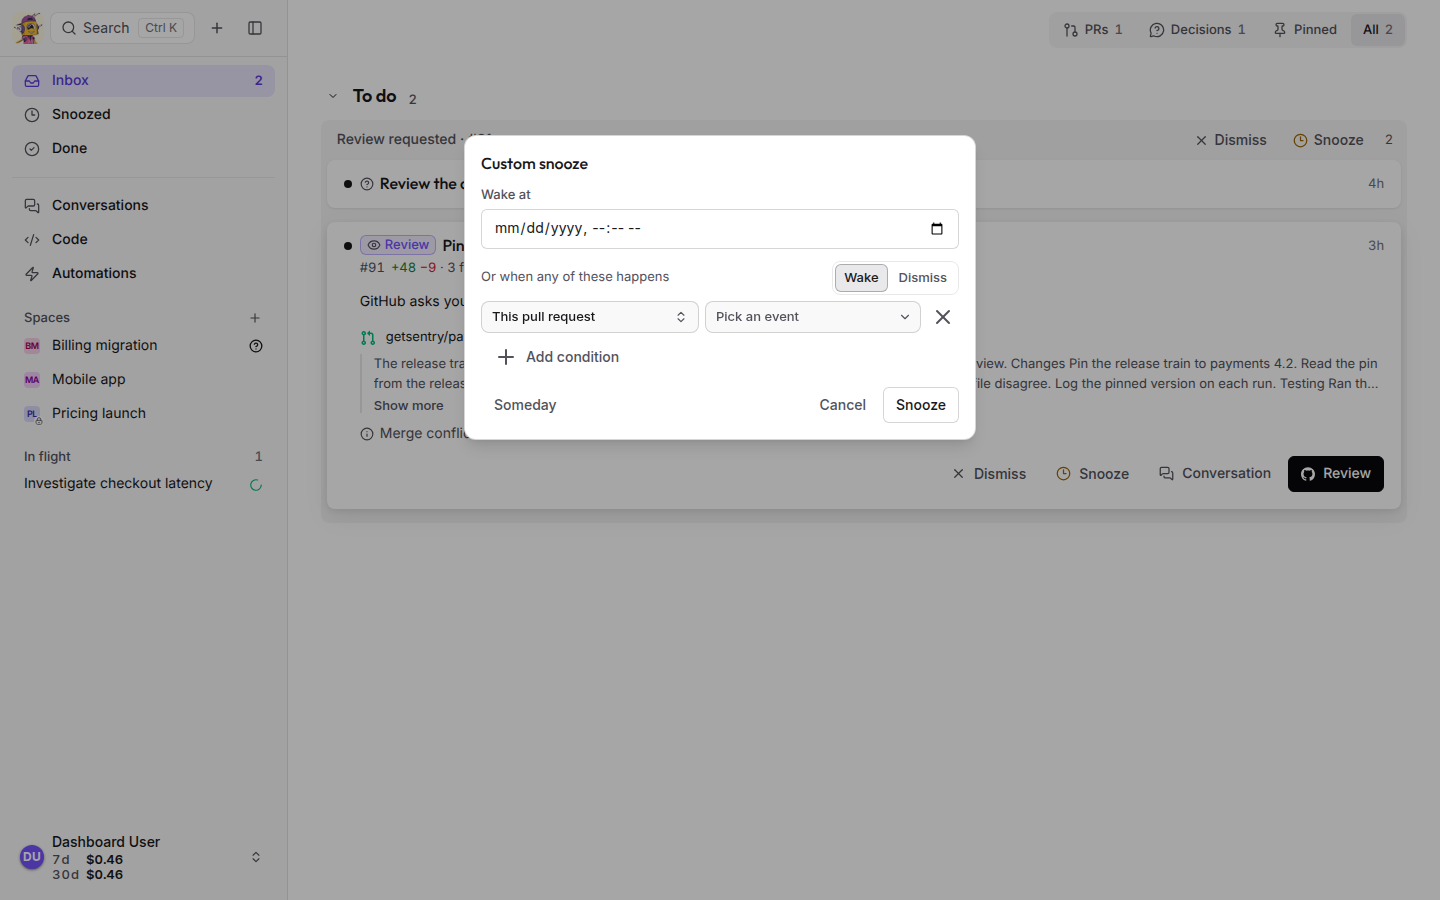 Search Ctrl K
PRs 1 Decisions 1 Pinned All 2
Inbox 2
Snoozed
Done
Conversations
Code
Automations
Spaces
BM Billing migration
MA Mobile app
PL Pricing launch
In flight 1
Investigate checkout latency
DU Dashboard User
7d $0.46
30d $0.46
To do 2
Review requested · Dismiss Snooze 2
Review the 4h
Review Pin 3h
#91 +48 −9 · 3
GitHub asks you
getsentry/pa
The release tra view. Changes Pin the release train to payments 4.2. Read the pin
from the releas file disagree. Log the pinned version on each run. Testing Ran th...
Show more
Merge conflic
Dismiss Snooze Conversation Review
Custom snooze
Wake at
mm/dd/yyyy, --:-- --
Or when any of these happens Wake Dismiss
This pull request Pick an event
Add condition
Someday Cancel Snooze